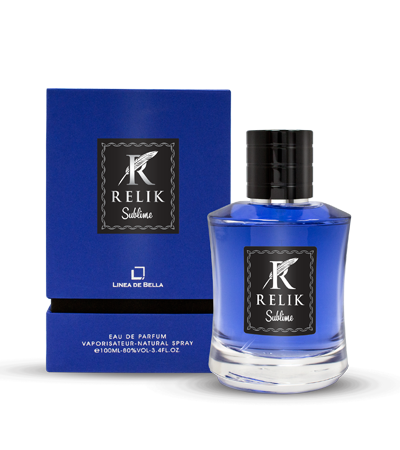 K
RELIK
Sublime
LINEA DE BELLA
EAU DE PARFUM
VAPORISATEUR-NATURAL SPRAY
℮100ML-80%VOL-3.4FL.OZ.
K
RELIK
Sublime